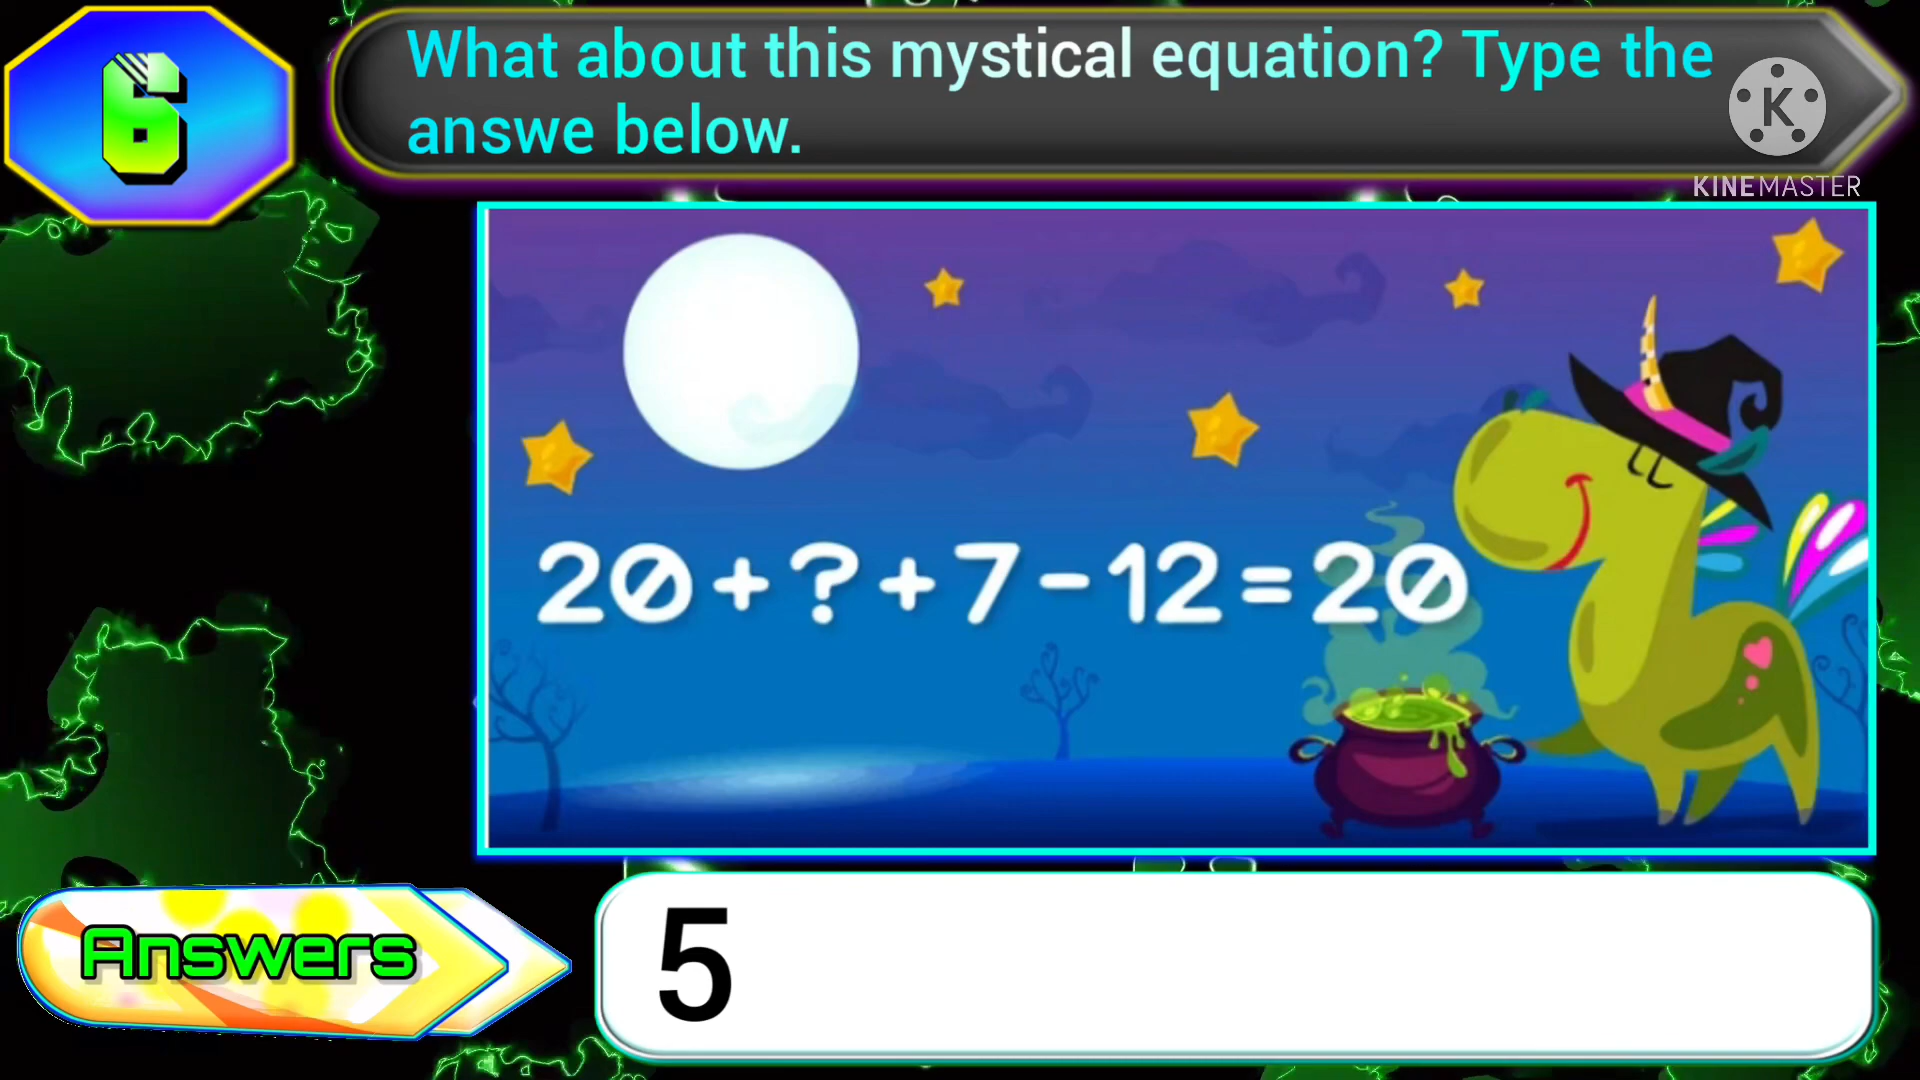 6
What about this mystical equation? Type the
answe below.
K
KINEMASTER
20+?+7-12=20
Answers
5